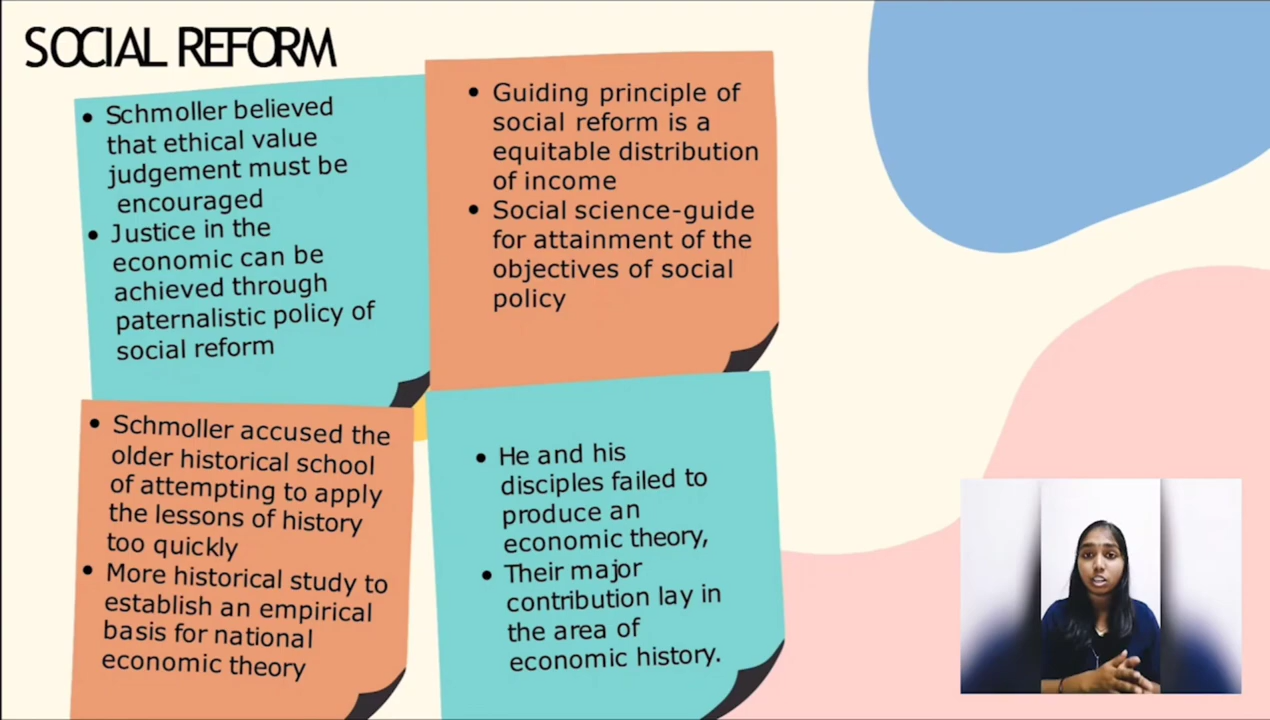 SOCIAL REFORM
• Schmoller believed
that ethical value
judgement must be
encouraged
• Justice in the
economic can be
achieved through
paternalistic policy of
social reform
• Guiding principle of
social reform is a
equitable distribution
of income
• Social science-guide
for attainment of the
objectives of social
policy
• Schmoller accused the
older historical school
of attempting to apply
the lessons of history
too quickly
• More historical study to
establish an empirical
basis for national
economic theory
• He and his
disciples failed to
produce an
economic theory,
• Their major
contribution lay in
the area of
economic history.